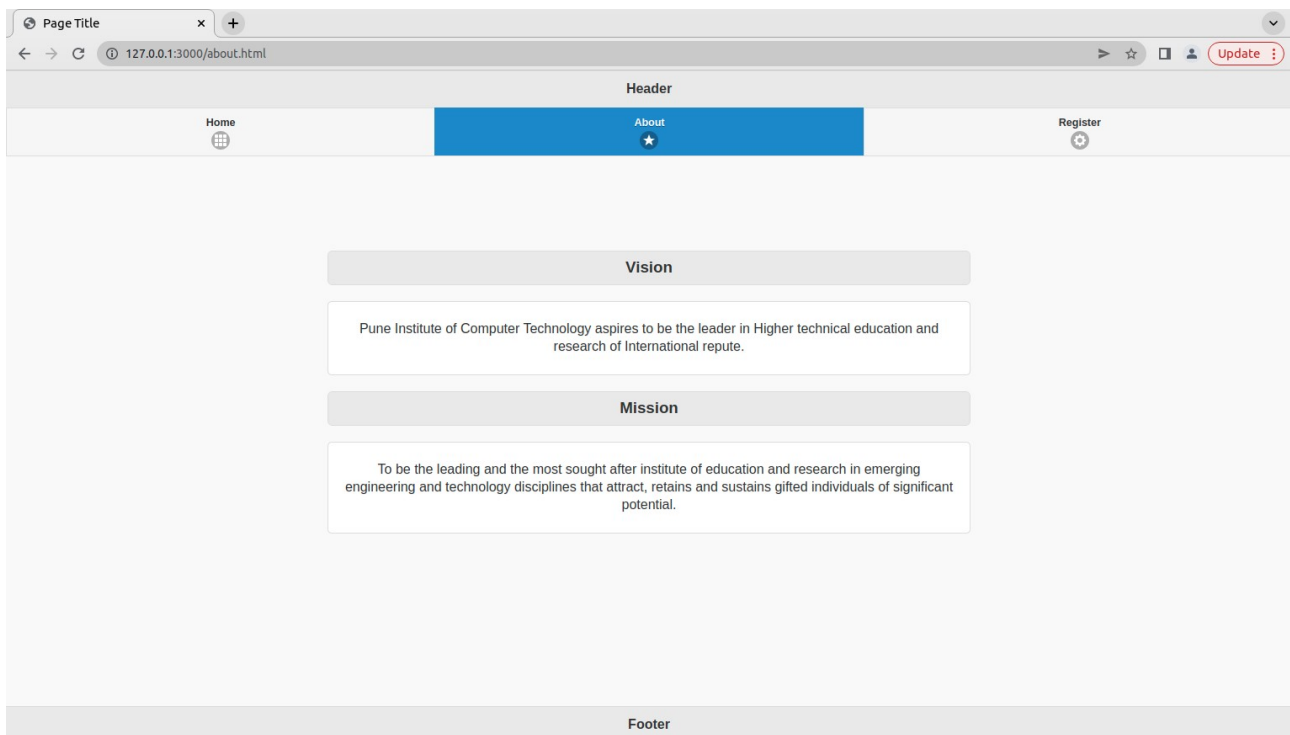 Page Title
127.0.0.1:3000/about.html
Update
Header
Home
About
Register
Vision
Pune Institute of Computer Technology aspires to be the leader in Higher technical education and
research of International repute.
Mission
To be the leading and the most sought after institute of education and research in emerging
engineering and technology disciplines that attract, retains and sustains gifted individuals of significant
potential.
Footer